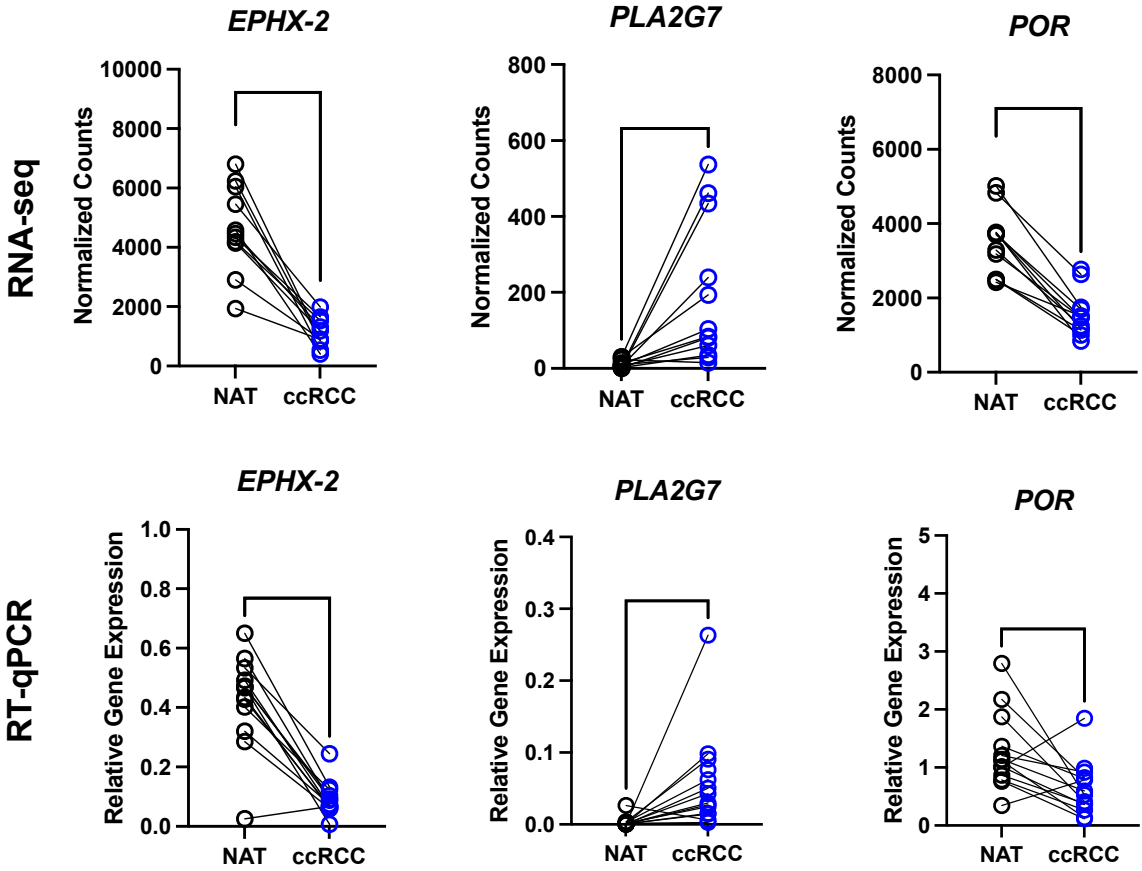 RNA-seq
EPHX-2
Normalized Counts
10000
8000
6000
4000
2000
0
NAT ccRCC
PLA2G7
Normalized Counts
800
600
400
200
0
NAT ccRCC
POR
Normalized Counts
8000
6000
4000
2000
0
NAT ccRCC
RT-qPCR
EPHX-2
Relative Gene Expression
1.0
0.8
0.6
0.4
0.2
0.0
NAT ccRCC
PLA2G7
Relative Gene Expression
0.4
0.3
0.2
0.1
0.0
NAT ccRCC
POR
Relative Gene Expression
5
4
3
2
1
0
NAT ccRCC